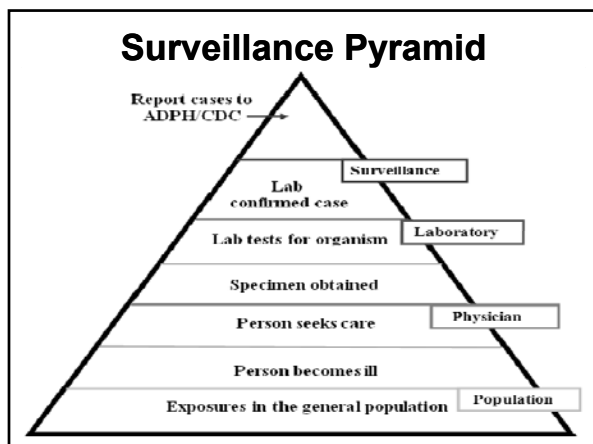 Surveillance Pyramid
Report cases to
ADPH/CDC
Surveillance
Lab
confirmed case
Laboratory
Lab tests for organism
Specimen obtained
Physician
Person seeks care
Person becomes ill
Population
Exposures in the general population